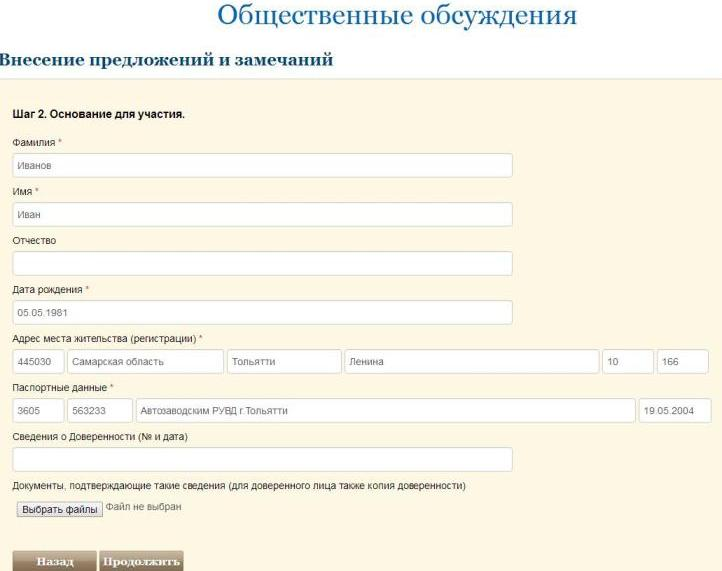 Общественные обсуждения
Внесение предложений и замечаний
Шаг 2. Основание для участия.
Фамилия *
Иванов
Имя *
Иван
Отчество
Дата рождения *
05.05.1981
Адрес места жительства (регистрации) *
445030 Самарская область Тольятти Ленина 10 166
Паспортные данные *
3605 563233 Автозаводским РУВД г.Тольятти 19.05.2004
Сведения о Доверенности (№ и дата)
Документы, подтверждающие такие сведения (для доверенного лица также копия доверенности)
Выбрать файлы Файл не выбран
Назад Продолжить